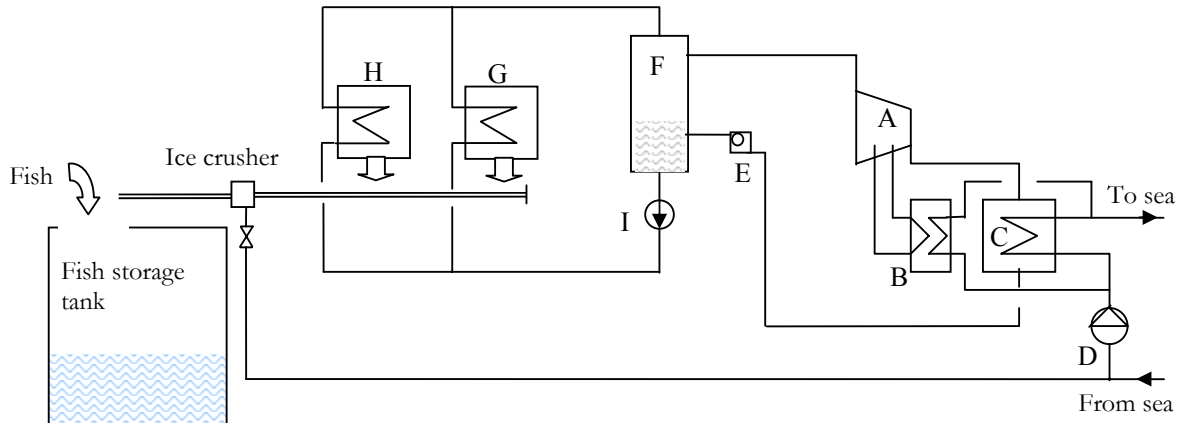 H
G
F
A
Ice crusher
Fish
E
To sea
I
C
Fish storage
tank
B
D
From sea